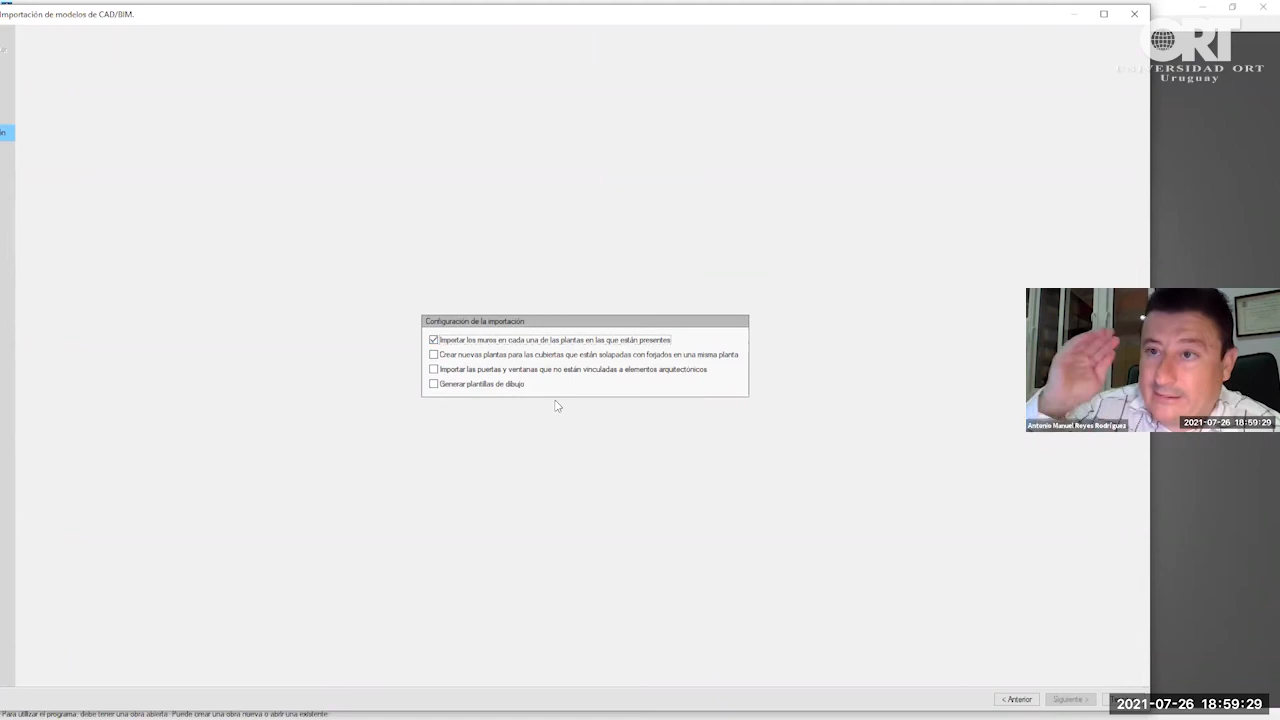 Importación de modelos de CAD/BIM.
ORT
UNIVERSIDAD ORT
Uruguay
Configuración de la importación
Importar los muros en cada una de las plantas en las que están presentes
Crear nuevas plantas para las cubiertas que están solapadas con forjados en una misma planta
Importar las puertas y ventanas que no están vinculadas a elementos arquitectónicos
Generar plantillas de dibujo
Antonio Manuel Reyes Rodríguez
2021-07-26 18:59:29
< Anterior
Siguiente >
2021-07-26 18:59:29
Para utilizar el programa, debe tener una obra abierta. Puede crear una obra nueva o abrir una existente.